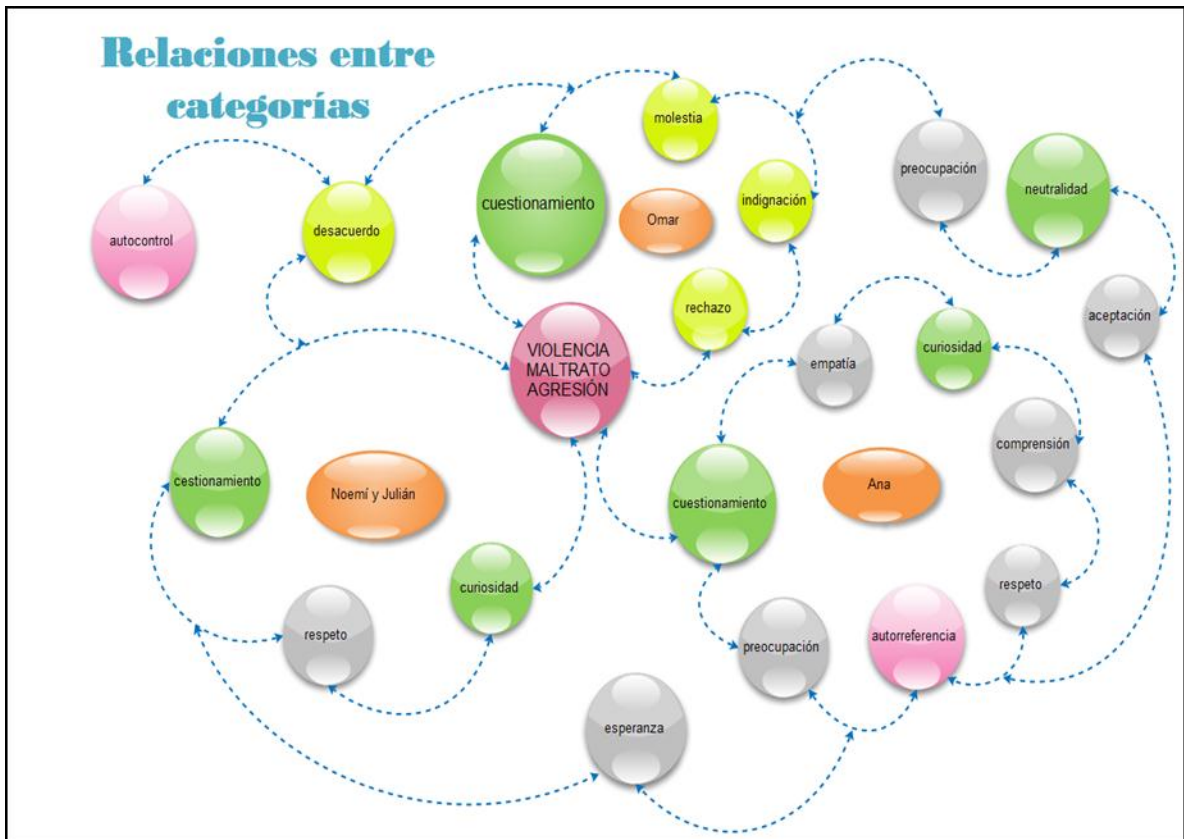 Relaciones entre
categorías
molestia
preocupación
neutralidad
cuestionamiento
indignación
Omar
autocontrol
desacuerdo
rechazo
aceptación
VIOLENCIA
MALTRATO
AGRESIÓN
curiosidad
empatía
comprensión
cestionamiento
Noemí y Julián
cuestionamiento
Ana
curiosidad
respeto
respeto
preocupación
autorreferencia
esperanza